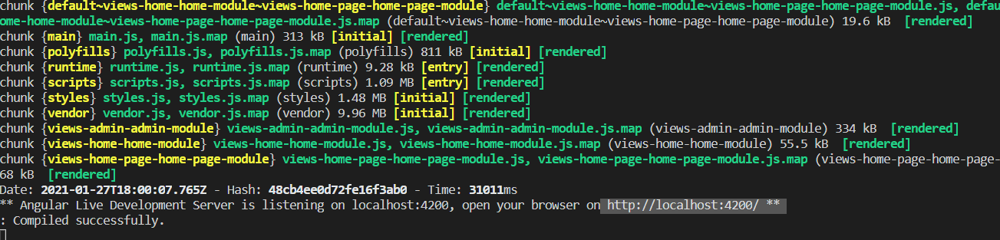 chunk {default~views-home-home-module~views-home-page-home-page-module} default~views-home-home-module~views-home-page-home-page-module.js, defau
ome-home-module~views-home-page-home-page-module.js.map (default~views-home-home-module~views-home-page-home-page-module) 19.6 kB  [rendered]
chunk {main} main.js, main.js.map (main) 313 kB [initial] [rendered]
chunk {polyfills} polyfills.js, polyfills.js.map (polyfills) 811 kB [initial] [rendered]
chunk {runtime} runtime.js, runtime.js.map (runtime) 9.28 kB [entry] [rendered]
chunk {scripts} scripts.js, scripts.js.map (scripts) 1.09 MB [entry] [rendered]
chunk {styles} styles.js, styles.js.map (styles) 1.48 MB [initial] [rendered]
chunk {vendor} vendor.js, vendor.js.map (vendor) 9.96 MB [initial] [rendered]
chunk {views-admin-admin-module} views-admin-admin-module.js, views-admin-admin-module.js.map (views-admin-admin-module) 334 kB  [rendered]
chunk {views-home-home-module} views-home-home-module.js, views-home-home-module.js.map (views-home-home-module) 55.5 kB  [rendered]
chunk {views-home-page-home-page-module} views-home-page-home-page-module.js, views-home-page-home-page-module.js.map (views-home-page-home-page-
68 kB  [rendered]
Date: 2021-01-27T18:00:07.765Z - Hash: 48cb4ee0d72fe16f3ab0 - Time: 31011ms
** Angular Live Development Server is listening on localhost:4200, open your browser on http://localhost:4200/ **
: Compiled successfully.